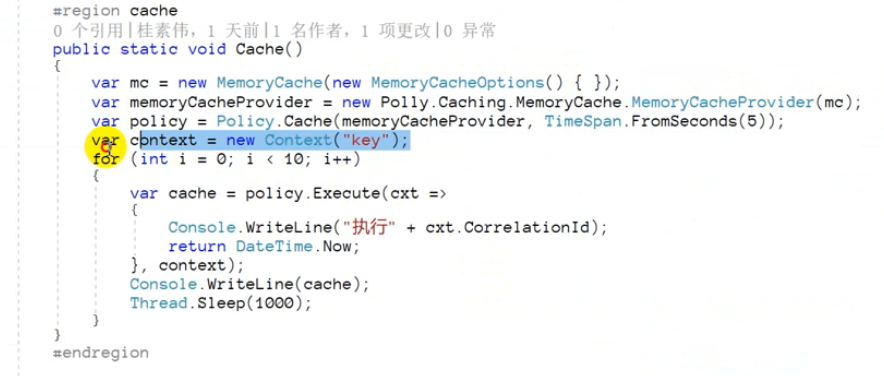 #region cache
0 个引用|桂素伟，1 天前|1 名作者，1 项更改|0 异常
public static void Cache()
{
var mc = new MemoryCache(new MemoryCacheOptions() { });
var memoryCacheProvider = new Polly.Caching.MemoryCache.MemoryCacheProvider(mc);
var policy = Policy.Cache(memoryCacheProvider, TimeSpan.FromSeconds(5));
var context = new Context("key");
for (int i = 0; i < 10; i++)
{
var cache = policy.Execute(cxt =>
{
Console.WriteLine("执行" + cxt.CorrelationId);
return DateTime.Now;
}, context);
Console.WriteLine(cache);
Thread.Sleep(1000);
}
}
#endregion